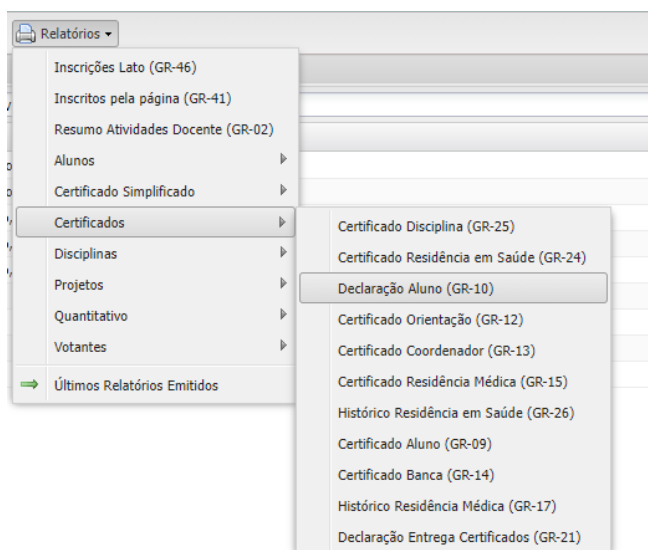 Relatórios
Inscrições Lato (GR-46)
Inscritos pela página (GR-41)
Resumo Atividades Docente (GR-02)
Alunos
Certificado Simplificado
Certificados
Disciplinas
Projetos
Quantitativo
Votantes
Últimos Relatórios Emitidos
Certificado Disciplina (GR-25)
Certificado Residência em Saúde (GR-24)
Declaração Aluno (GR-10)
Certificado Orientação (GR-12)
Certificado Coordenador (GR-13)
Certificado Residência Médica (GR-15)
Histórico Residência em Saúde (GR-26)
Certificado Aluno (GR-09)
Certificado Banca (GR-14)
Histórico Residência Médica (GR-17)
Declaração Entrega Certificados (GR-21)